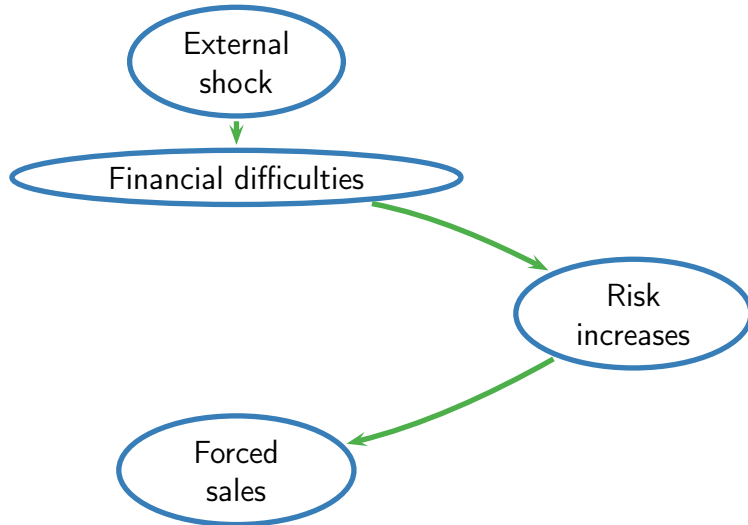 External
shock
Financial difficulties
Risk
increases
Forced
sales